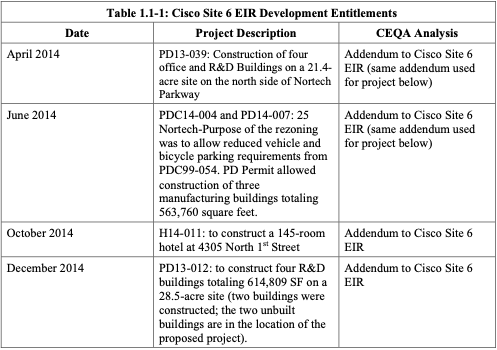 Table 1.1-1: Cisco Site 6 EIR Development Entitlements
Date
Project Description
CEQA Analysis
April 2014
PD13-039: Construction of four
office and R&D Buildings on a 21.4-
acre site on the north side of Nortech
Parkway
Addendum to Cisco Site 6
EIR (same addendum used
for project below)
June 2014
PDC14-004 and PD14-007: 25
Nortech-Purpose of the rezoning
was to allow reduced vehicle and
bicycle parking requirements from
PDC99-054. PD Permit allowed
construction of three
manufacturing buildings totaling
563,760 square feet.
Addendum to Cisco Site 6
EIR (same addendum used
for project below)
October 2014
H14-011: to construct a 145-room
hotel at 4305 North 1st Street
Addendum to Cisco Site 6
EIR
December 2014
PD13-012: to construct four R&D
buildings totaling 614,809 SF on a
28.5-acre site (two buildings were
constructed; the two unbuilt
buildings are in the location of the
proposed project).
Addendum to Cisco Site 6
EIR